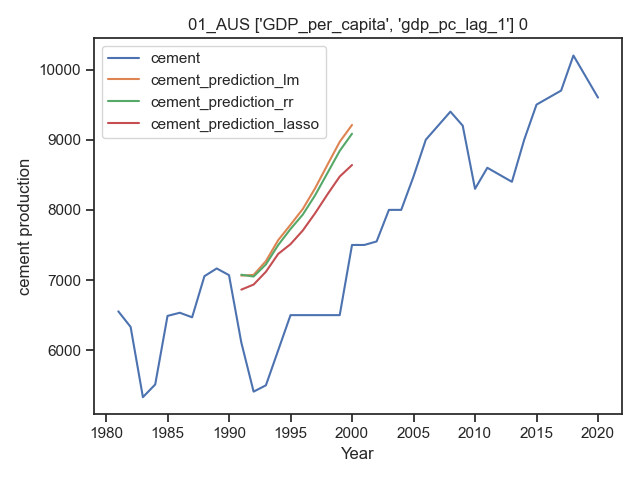 01_AUS ['GDP_per_capita', 'gdp_pc_lag_1'] 0
cement
cement_prediction_lm
cement_prediction_rr
cement_prediction_lasso
10000
9000
8000
7000
6000
cement production
1980 1985 1990 1995 2000 2005 2010 2015 2020
Year